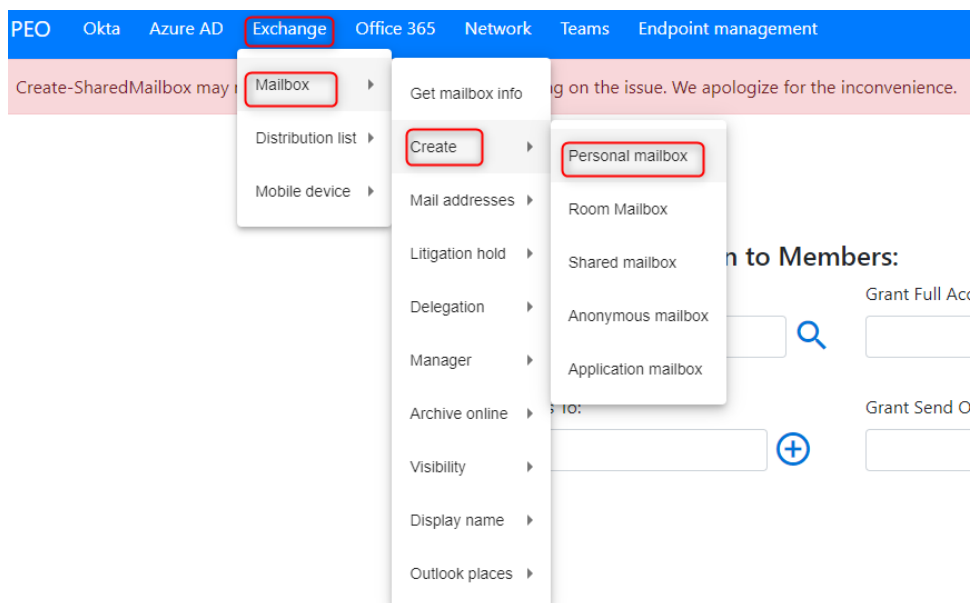 PEO Okta Azure AD Exchange Office 365 Network Teams Endpoint management
Create-SharedMailbox may
g on the issue. We apologize for the inconvenience.
Mailbox
Distribution list
Mobile device
Get mailbox info
Create
Mail addresses
Litigation hold
Delegation
Manager
Archive online
Visibility
Display name
Outlook places
Personal mailbox
Room Mailbox
Shared mailbox
Anonymous mailbox
Application mailbox
n to Members:
Grant Full Acc
To:
Grant Send O